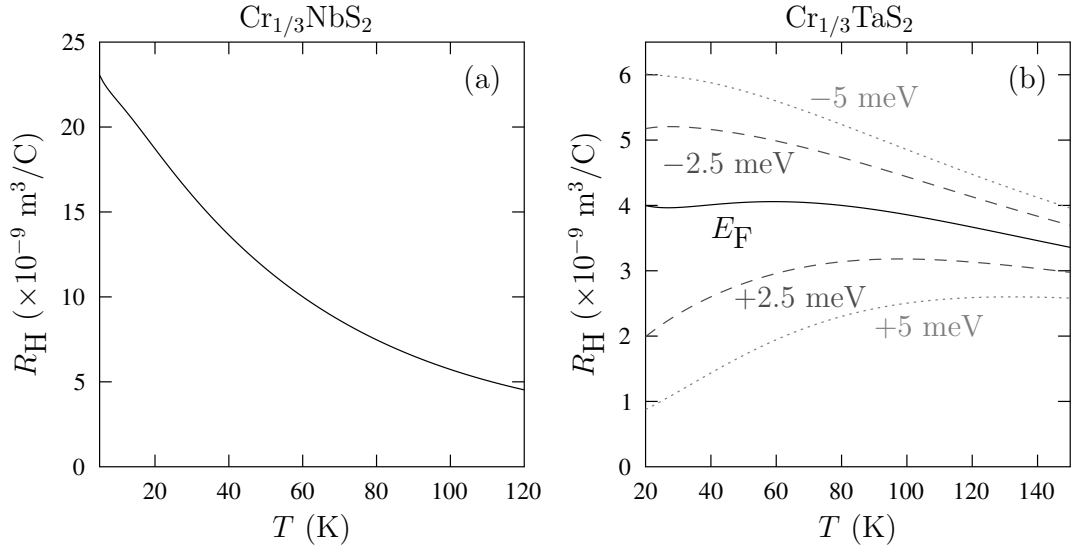 Cr1/3NbS2
(a)
RH (×10−9 m3/C)
25
20
15
10
5
0
20 40 60 80 100 120
T (K)
Cr1/3TaS2
(b)
RH (×10−9 m3/C)
6
5
4
3
2
1
0
−5 meV
−2.5 meV
EF
+2.5 meV
+5 meV
20 40 60 80 100 120 140
T (K)